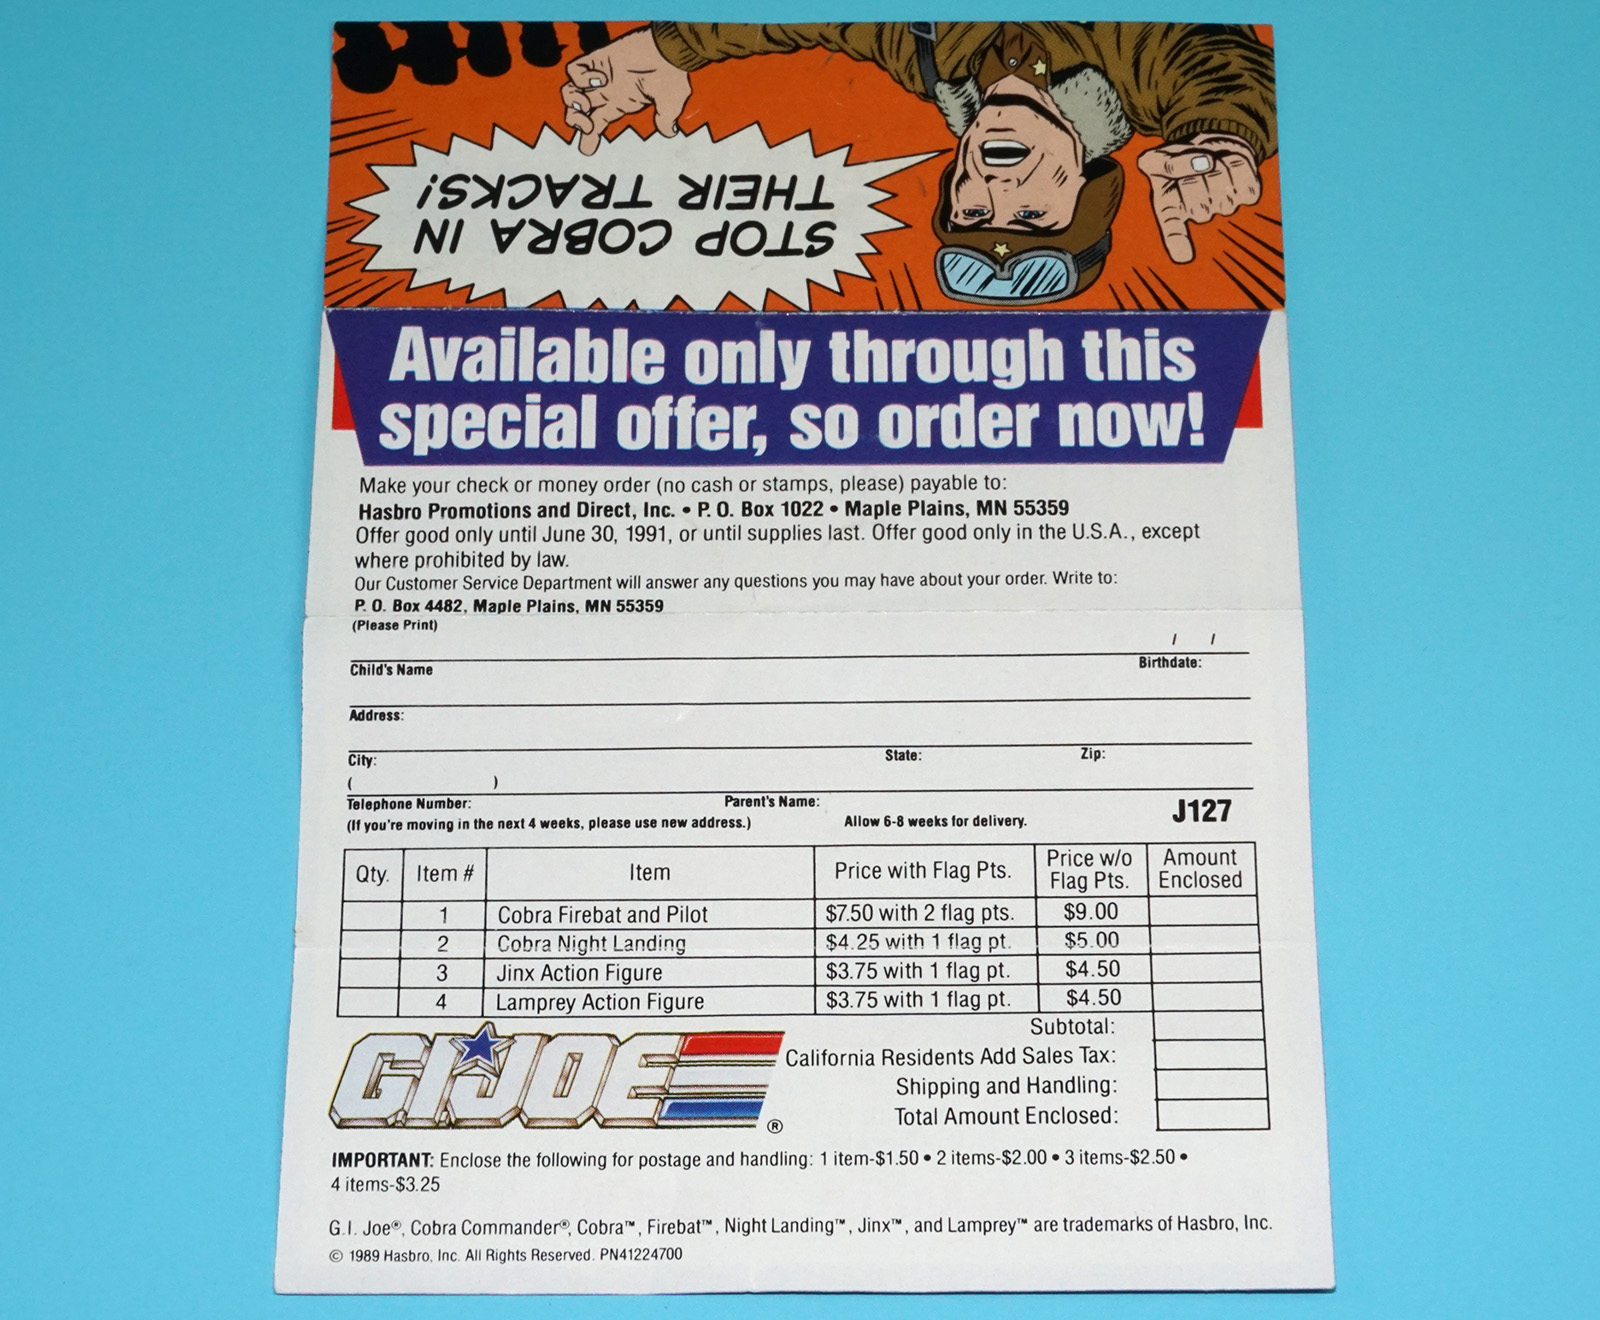 STOP COBRA IN
THEIR TRACKS!
Available only through this
special offer, so order now!
Make your check or money order (no cash or stamps, please) payable to:
Hasbro Promotions and Direct, Inc. • P. O. Box 1022 • Maple Plains, MN 55359
Offer good only until June 30, 1991, or until supplies last. Offer good only in the U.S.A., except
where prohibited by law.
Our Customer Service Department will answer any questions you may have about your order. Write to:
P. O. Box 4482, Maple Plains, MN 55359
(Please Print)
/ /
Child's Name Birthdate:
Address:
City: State: Zip:
( )
Telephone Number: Parent's Name:
(If you're moving in the next 4 weeks, please use new address.) Allow 6-8 weeks for delivery. J127
Qty. Item # Item Price with Flag Pts. Price w/o Flag Pts. Amount Enclosed
1 Cobra Firebat and Pilot $7.50 with 2 flag pts. $9.00
2 Cobra Night Landing $4.25 with 1 flag pt. $5.00
3 Jinx Action Figure $3.75 with 1 flag pt. $4.50
4 Lamprey Action Figure $3.75 with 1 flag pt. $4.50
Subtotal:
California Residents Add Sales Tax:
Shipping and Handling:
Total Amount Enclosed:
G.I. JOE ®
IMPORTANT: Enclose the following for postage and handling: 1 item-$1.50 • 2 items-$2.00 • 3 items-$2.50 •
4 items-$3.25
G.I. Joe®, Cobra Commander®, Cobra™, Firebat™, Night Landing™, Jinx™, and Lamprey™ are trademarks of Hasbro, Inc.
© 1989 Hasbro, Inc. All Rights Reserved. PN41224700